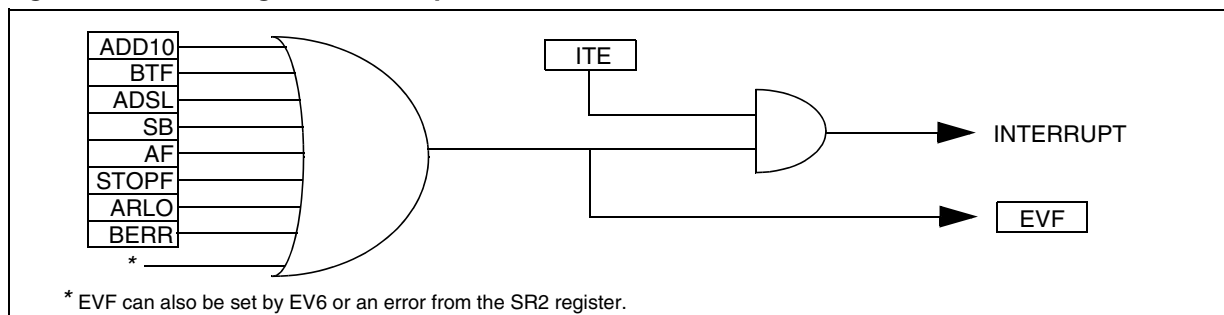 ADD10
BTF
ADSL
SB
AF
STOPF
ARLO
BERR
*
ITE
INTERRUPT
EVF
* EVF can also be set by EV6 or an error from the SR2 register.